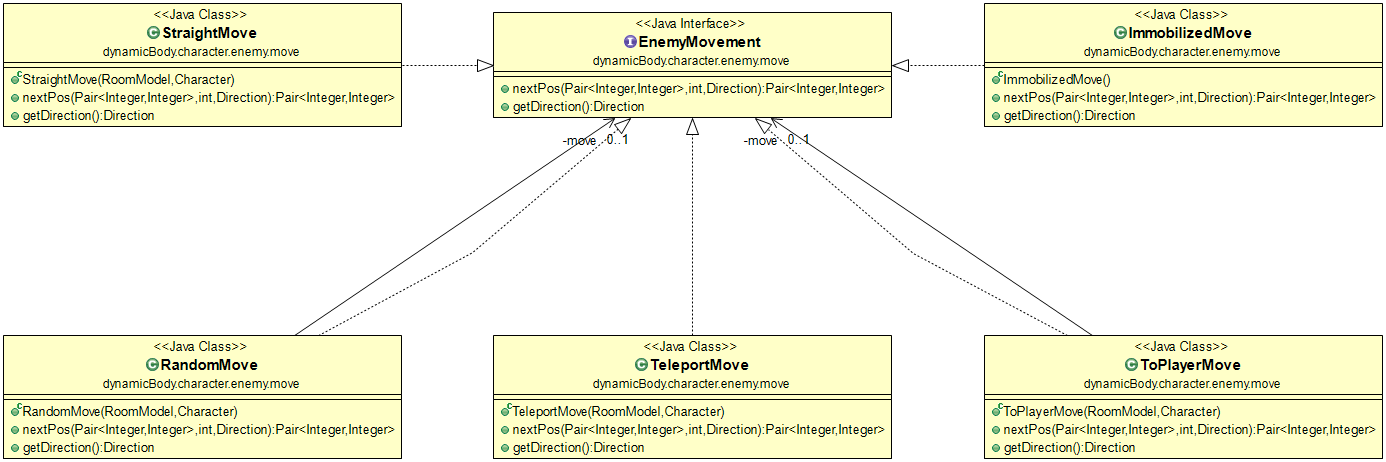 <<Java Class>>
StraightMove
dynamicBody.character.enemy.move
StraightMove(RoomModel,Character)
nextPos(Pair<Integer,Integer>,int,Direction):Pair<Integer,Integer>
getDirection():Direction
<<Java Interface>>
EnemyMovement
dynamicBody.character.enemy.move
nextPos(Pair<Integer,Integer>,int,Direction):Pair<Integer,Integer>
getDirection():Direction
<<Java Class>>
ImmobilizedMove
dynamicBody.character.enemy.move
ImmobilizedMove()
nextPos(Pair<Integer,Integer>,int,Direction):Pair<Integer,Integer>
getDirection():Direction
-move 0..1
-move 0..1
<<Java Class>>
RandomMove
dynamicBody.character.enemy.move
RandomMove(RoomModel,Character)
nextPos(Pair<Integer,Integer>,int,Direction):Pair<Integer,Integer>
getDirection():Direction
<<Java Class>>
TeleportMove
dynamicBody.character.enemy.move
TeleportMove(RoomModel,Character)
nextPos(Pair<Integer,Integer>,int,Direction):Pair<Integer,Integer>
getDirection():Direction
<<Java Class>>
ToPlayerMove
dynamicBody.character.enemy.move
ToPlayerMove(RoomModel,Character)
nextPos(Pair<Integer,Integer>,int,Direction):Pair<Integer,Integer>
getDirection():Direction